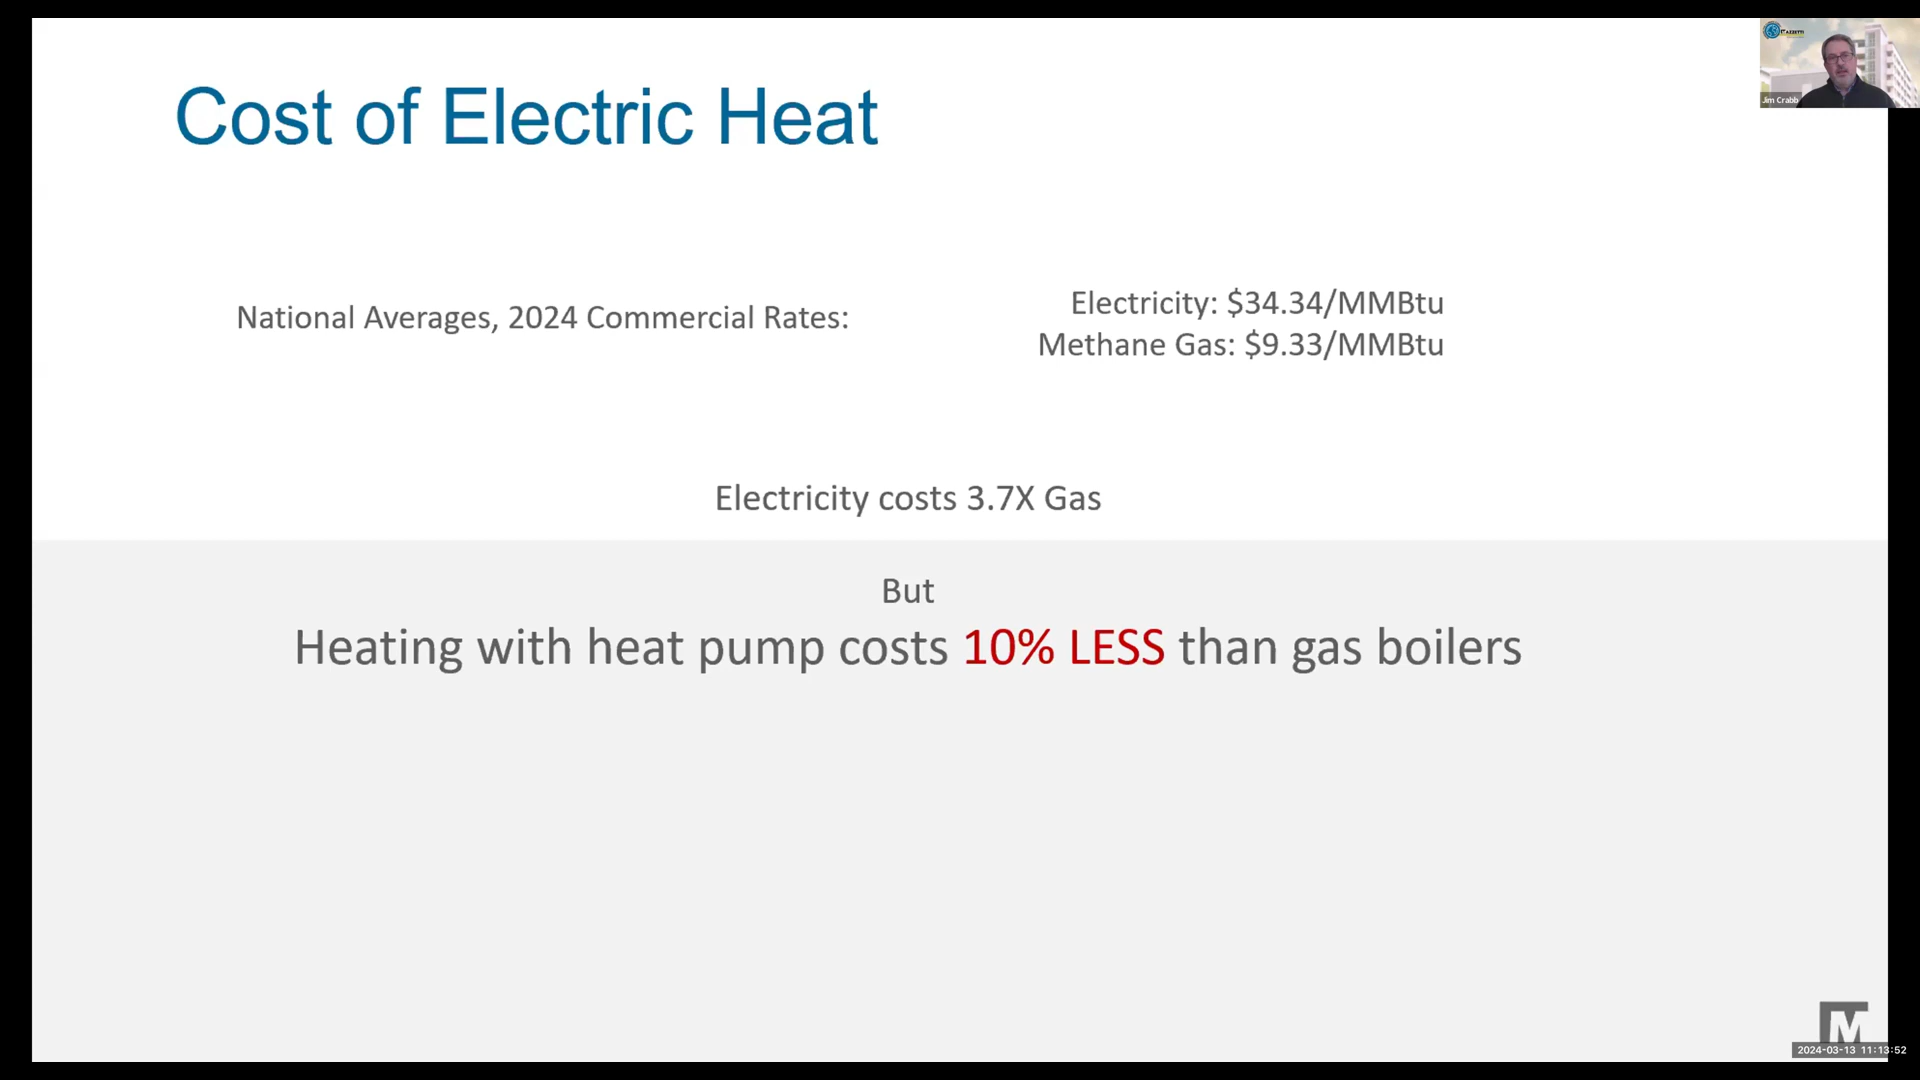 Cost of Electric Heat
National Averages, 2024 Commercial Rates:
Electricity: $34.34/MMBtu
Methane Gas: $9.33/MMBtu
Electricity costs 3.7X Gas
But
Heating with heat pump costs 10% LESS than gas boilers
Jim Crabb
M
2024-03-13 11:13:52